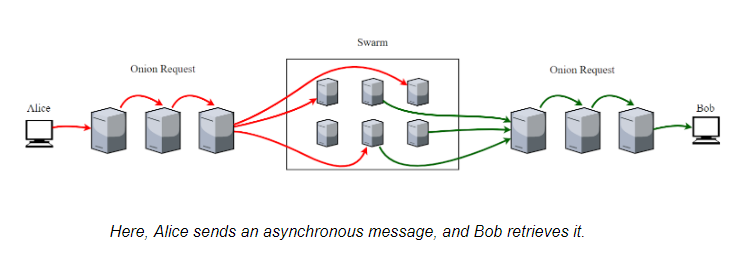 Swarm
Onion Request
Onion Request
Alice
Bob
Here, Alice sends an asynchronous message, and Bob retrieves it.